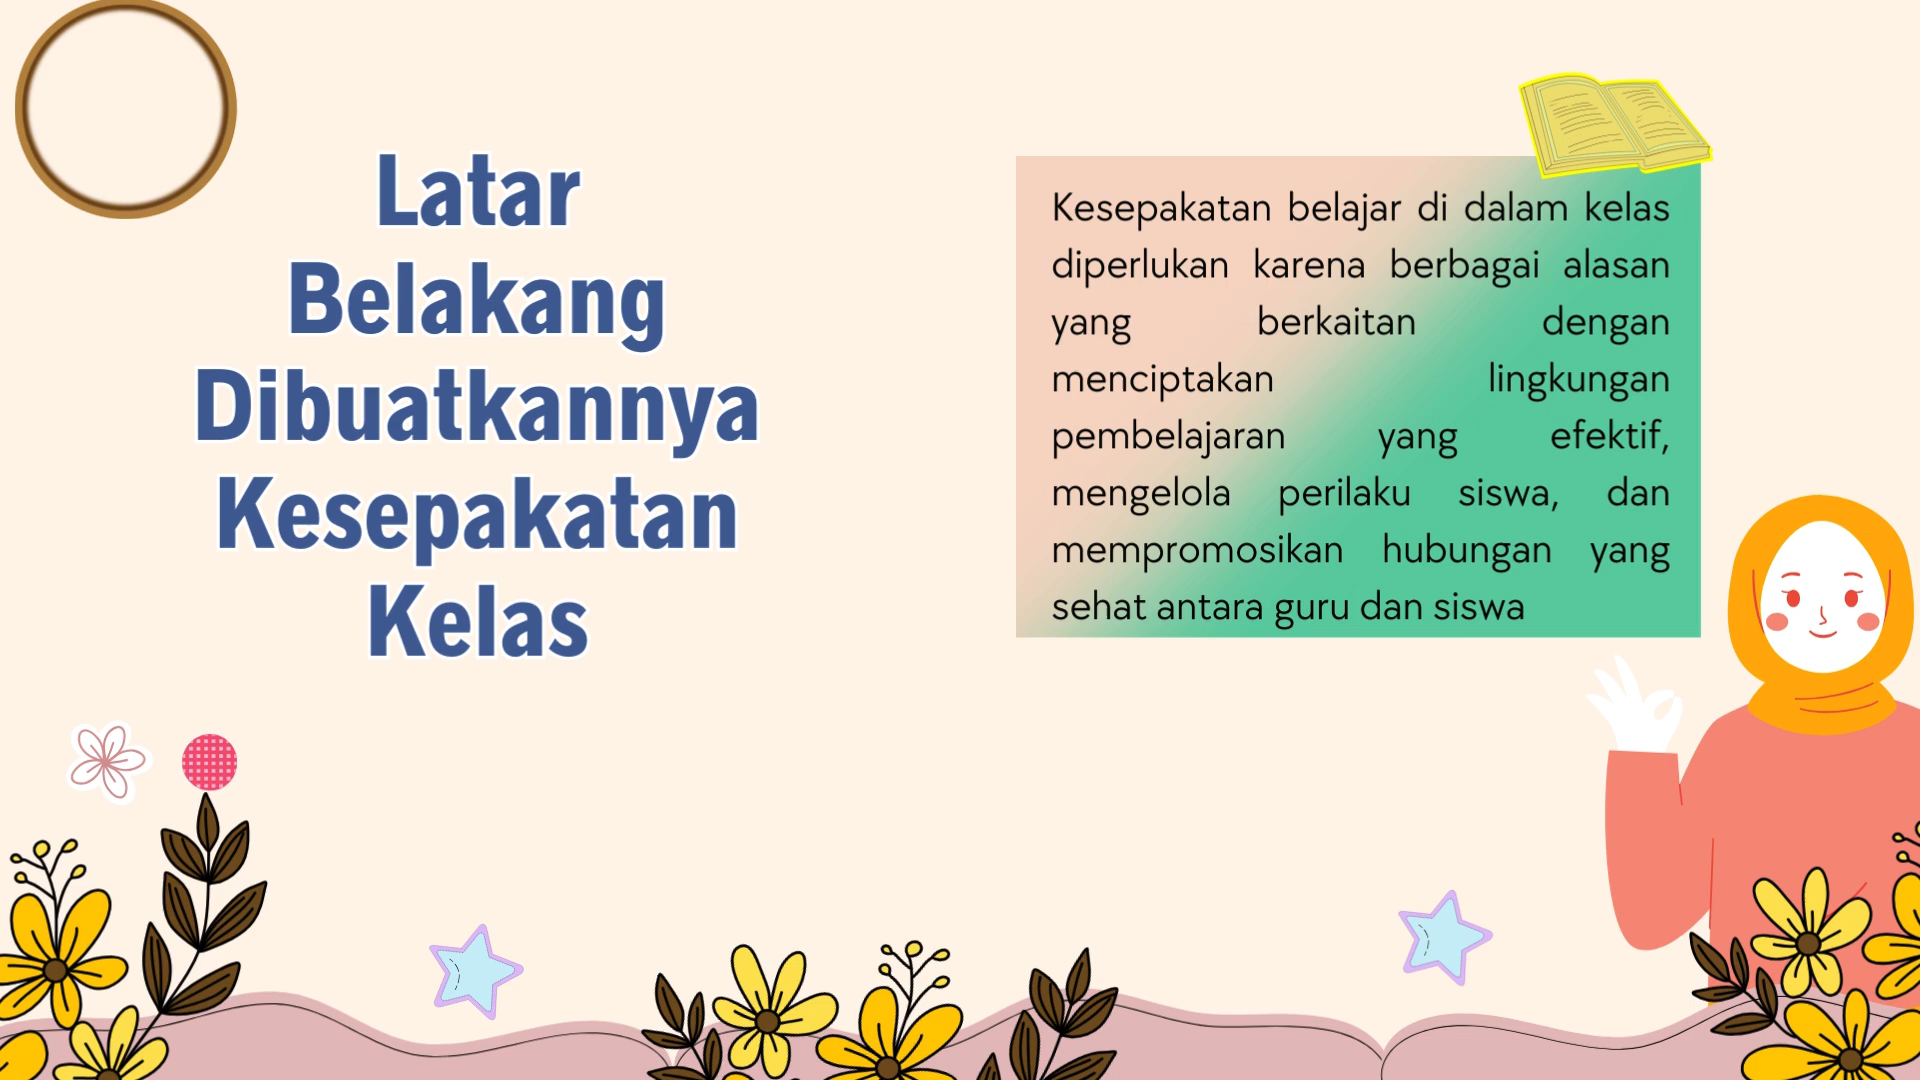 Latar
Belakang
Dibuatkannya
Kesepakatan
Kelas
Kesepakatan belajar di dalam kelas
diperlukan karena berbagai alasan
yang berkaitan dengan
menciptakan lingkungan
pembelajaran yang efektif,
mengelola perilaku siswa, dan
mempromosikan hubungan yang
sehat antara guru dan siswa